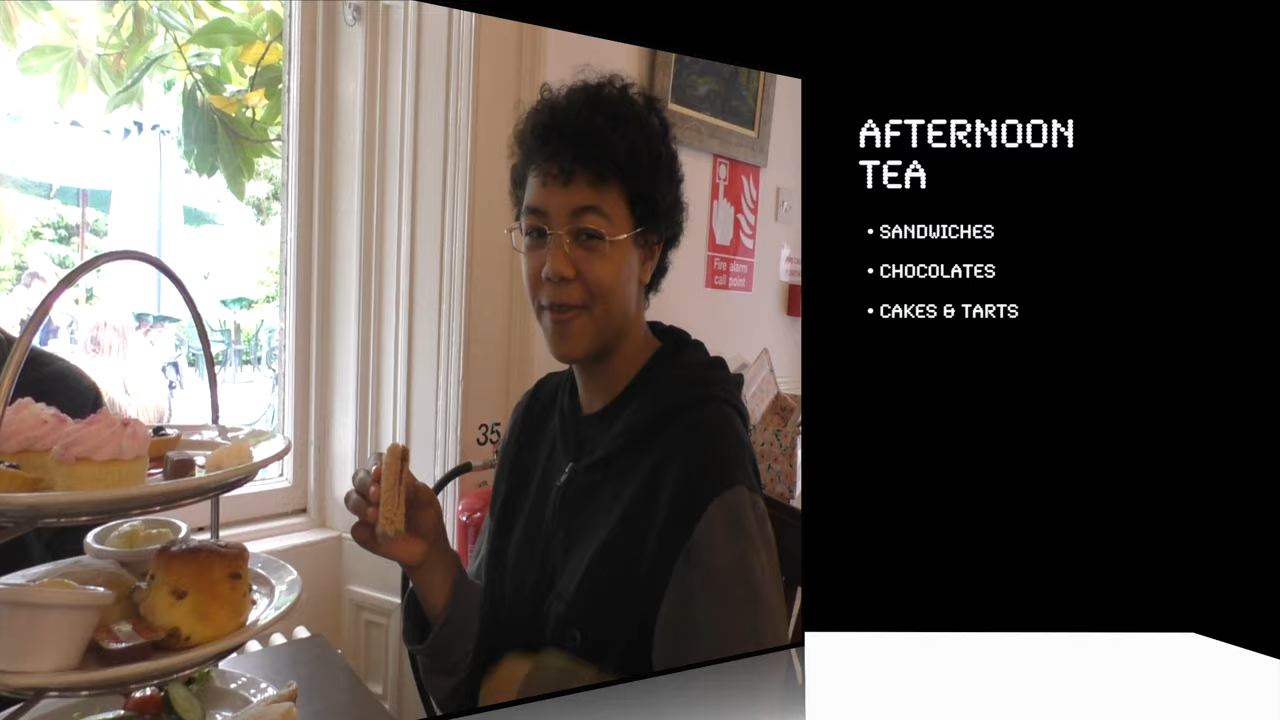 AFTERNOON
TEA
• SANDWICHES
• CHOCOLATES
• CAKES & TARTS
Fire alarm
call point
35